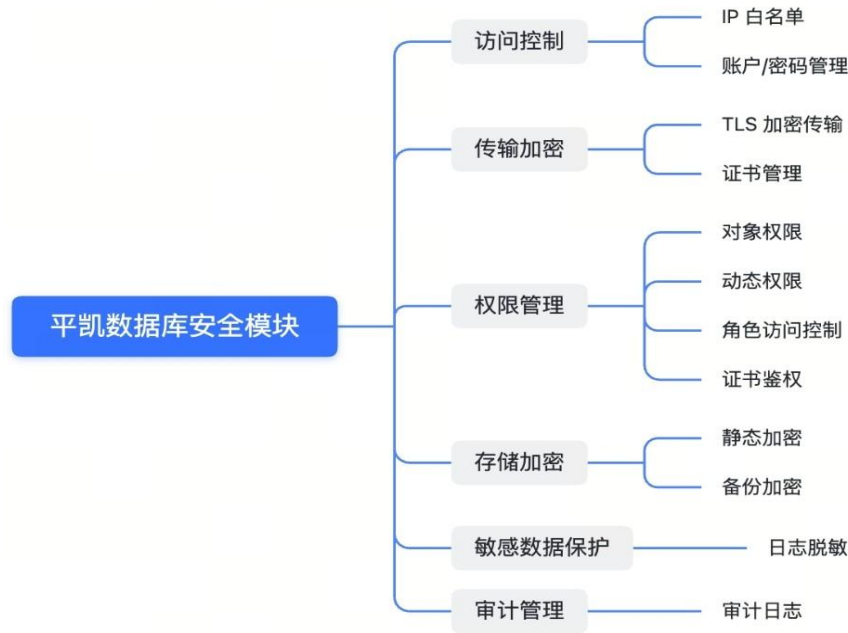 平凯数据库安全模块
访问控制
IP 白名单
账户/密码管理
传输加密
TLS 加密传输
证书管理
权限管理
对象权限
动态权限
角色访问控制
证书鉴权
存储加密
静态加密
备份加密
敏感数据保护
日志脱敏
审计管理
审计日志